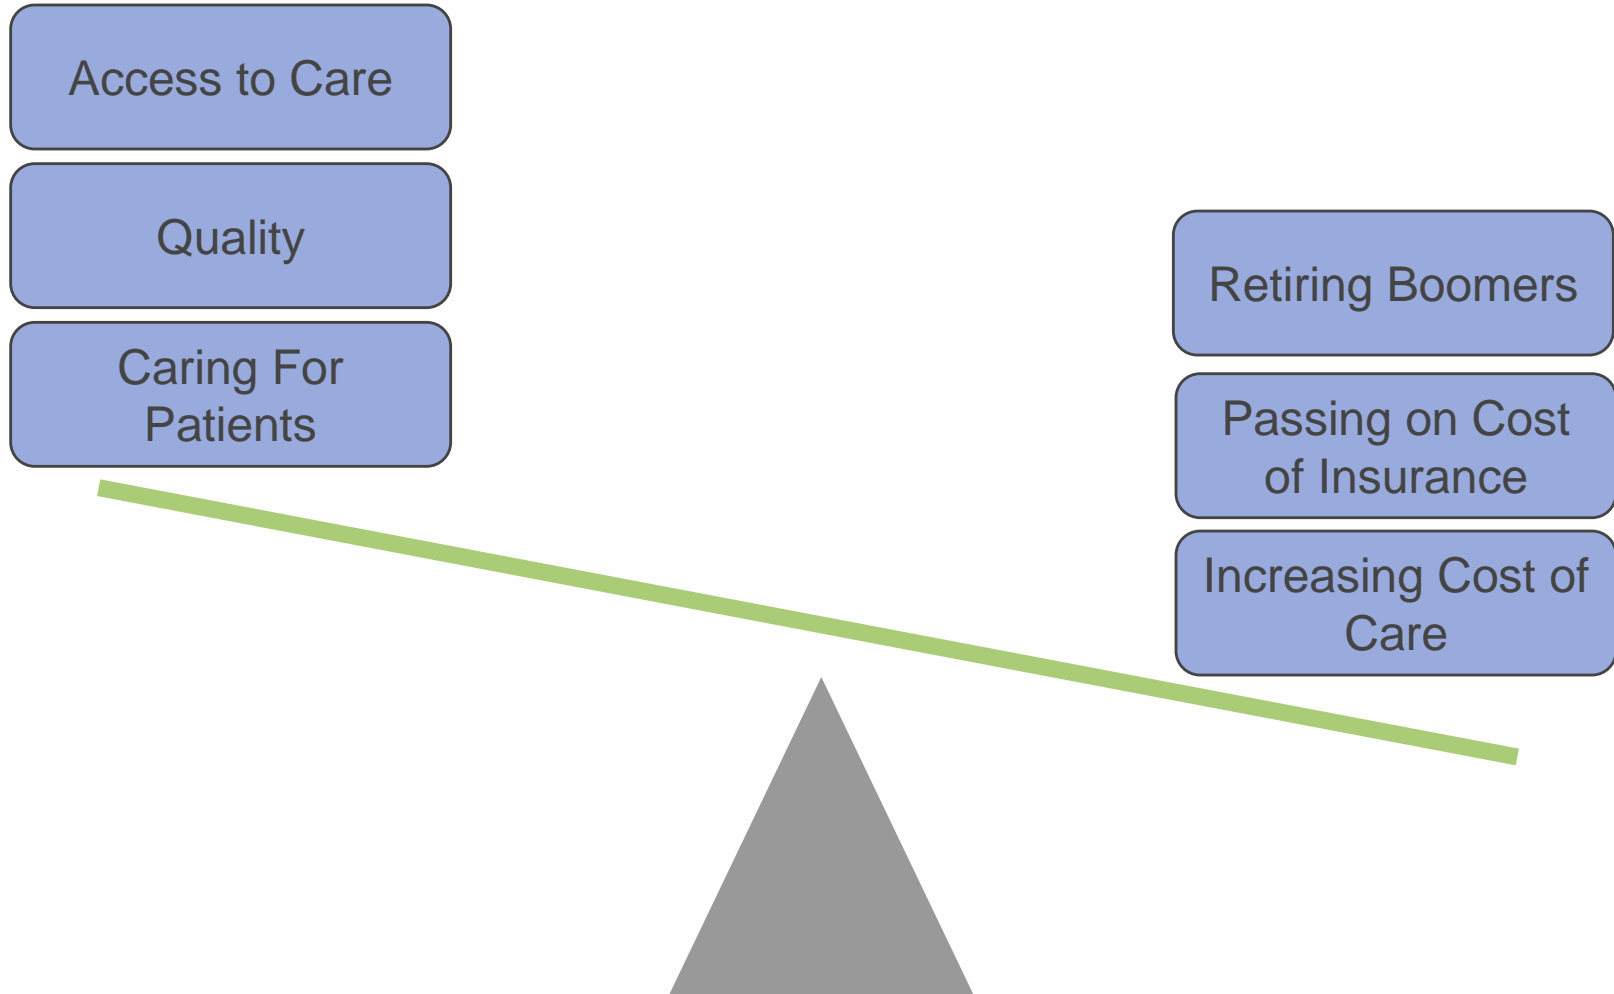 Access to Care
Quality
Caring For
Patients
Retiring Boomers
Passing on Cost
of Insurance
Increasing Cost of
Care